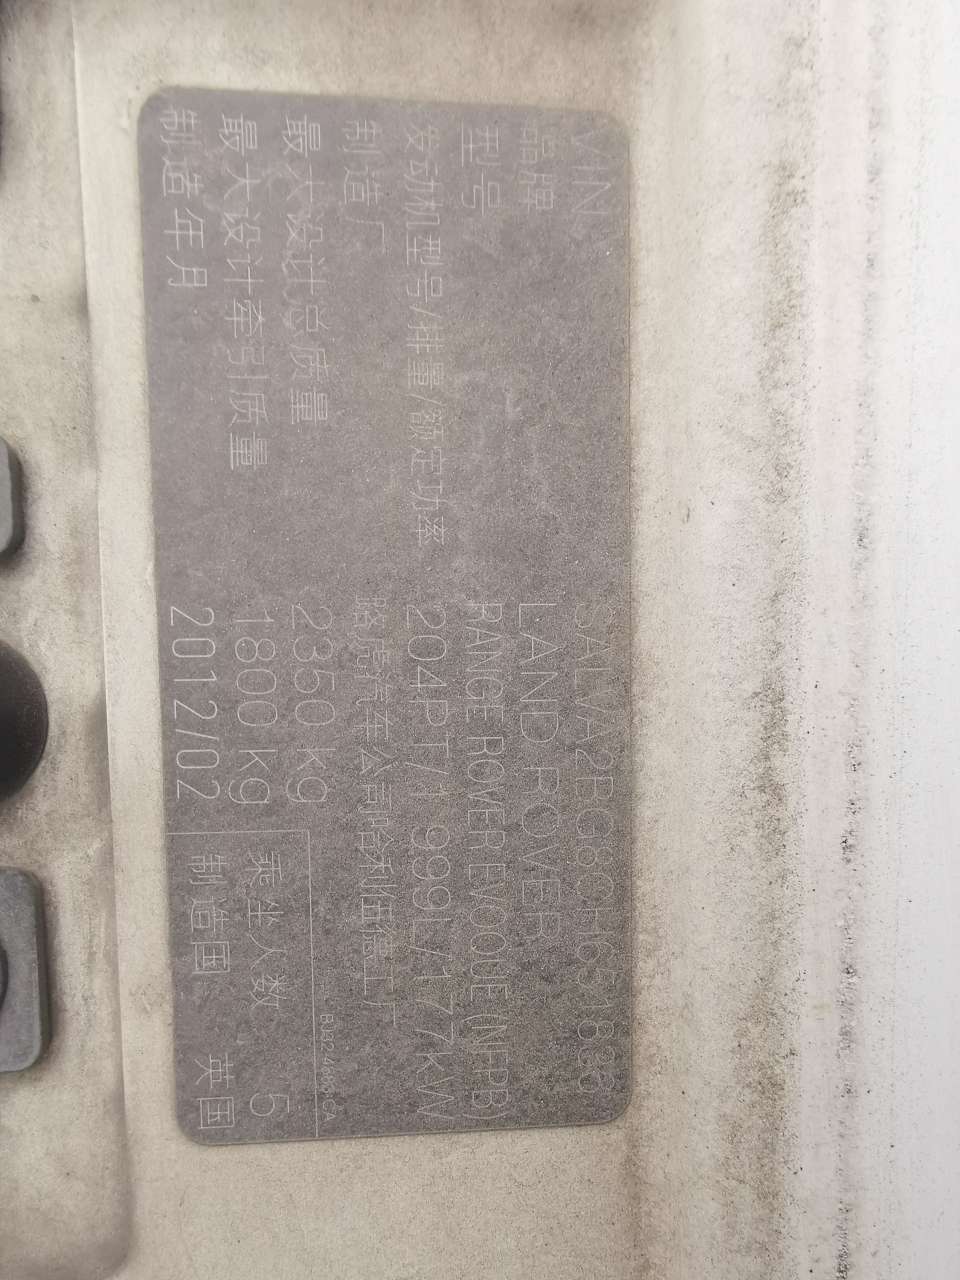 VIN
品牌 LAND ROVER
型号 RANGE ROVER EVOQUE (NFPB)
发动机型号/排量/额定功率 204PT/1.999L/177kW
制造厂 路虎汽车公司哈利伍德工厂
最大设计总质量 2350 kg
最大设计牵引质量 1800 kg 乘坐人数 5
制造年月 2012/02 制造国 英国